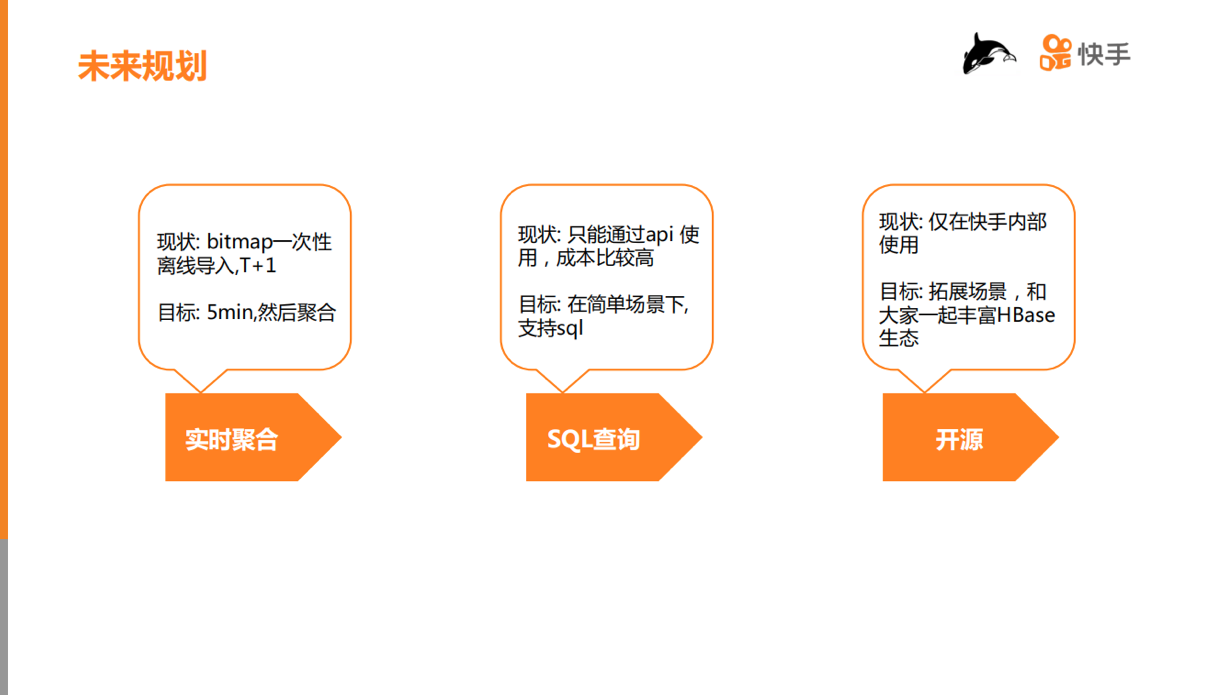 未来规划
快手
现状: bitmap一次性
离线导入,T+1
目标: 5min,然后聚合
实时聚合
现状: 只能通过api 使
用，成本比较高
目标: 在简单场景下,
支持sql
SQL查询
现状: 仅在快手内部
使用
目标: 拓展场景，和
大家一起丰富HBase
生态
开源